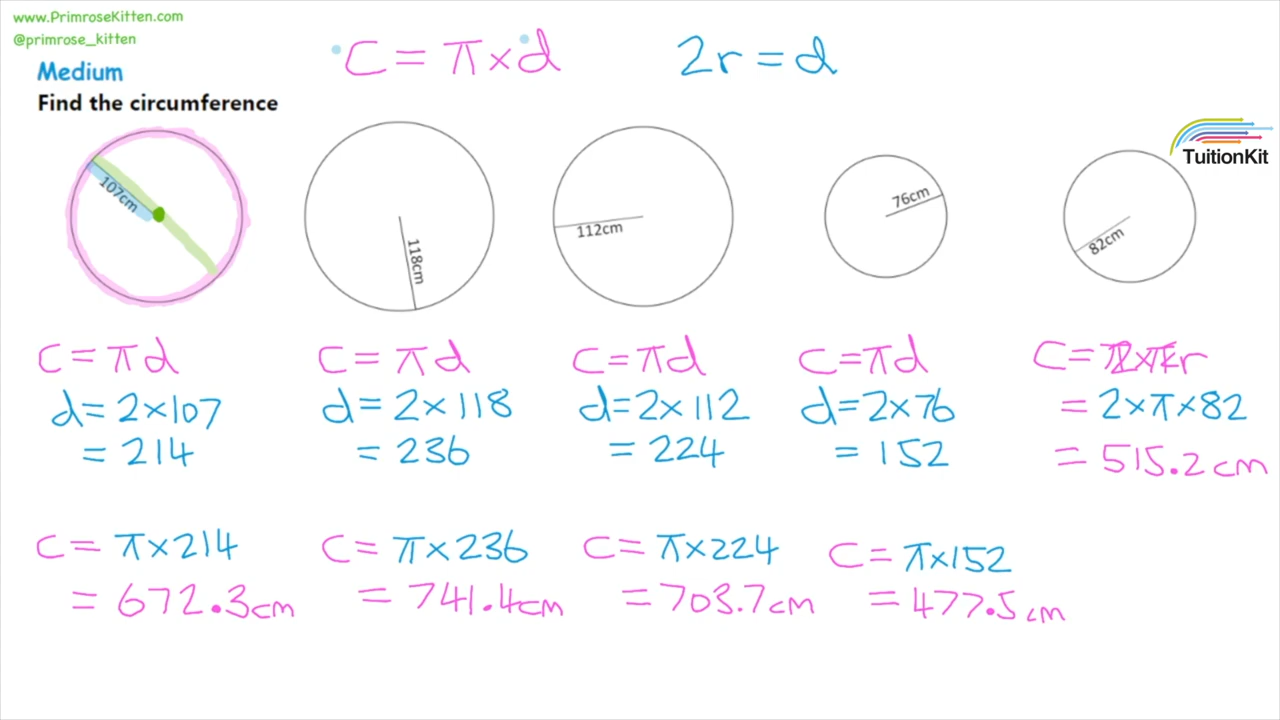 www.PrimroseKitten.com
@primrose_kitten
C = π × d
2r = d
Medium
Find the circumference
TuitionKit
107cm
118cm
112cm
76cm
82cm
C = πd
d = 2×107
= 214
C = π×214
= 672.3cm
C = πd
d = 2×118
= 236
C = π×236
= 741.4cm
C = πd
d = 2×112
= 224
C = π×224
= 703.7cm
C = πd
d = 2×76
= 152
C = π×152
= 477.5cm
C = 2×πr
= 2×π×82
= 515.2cm